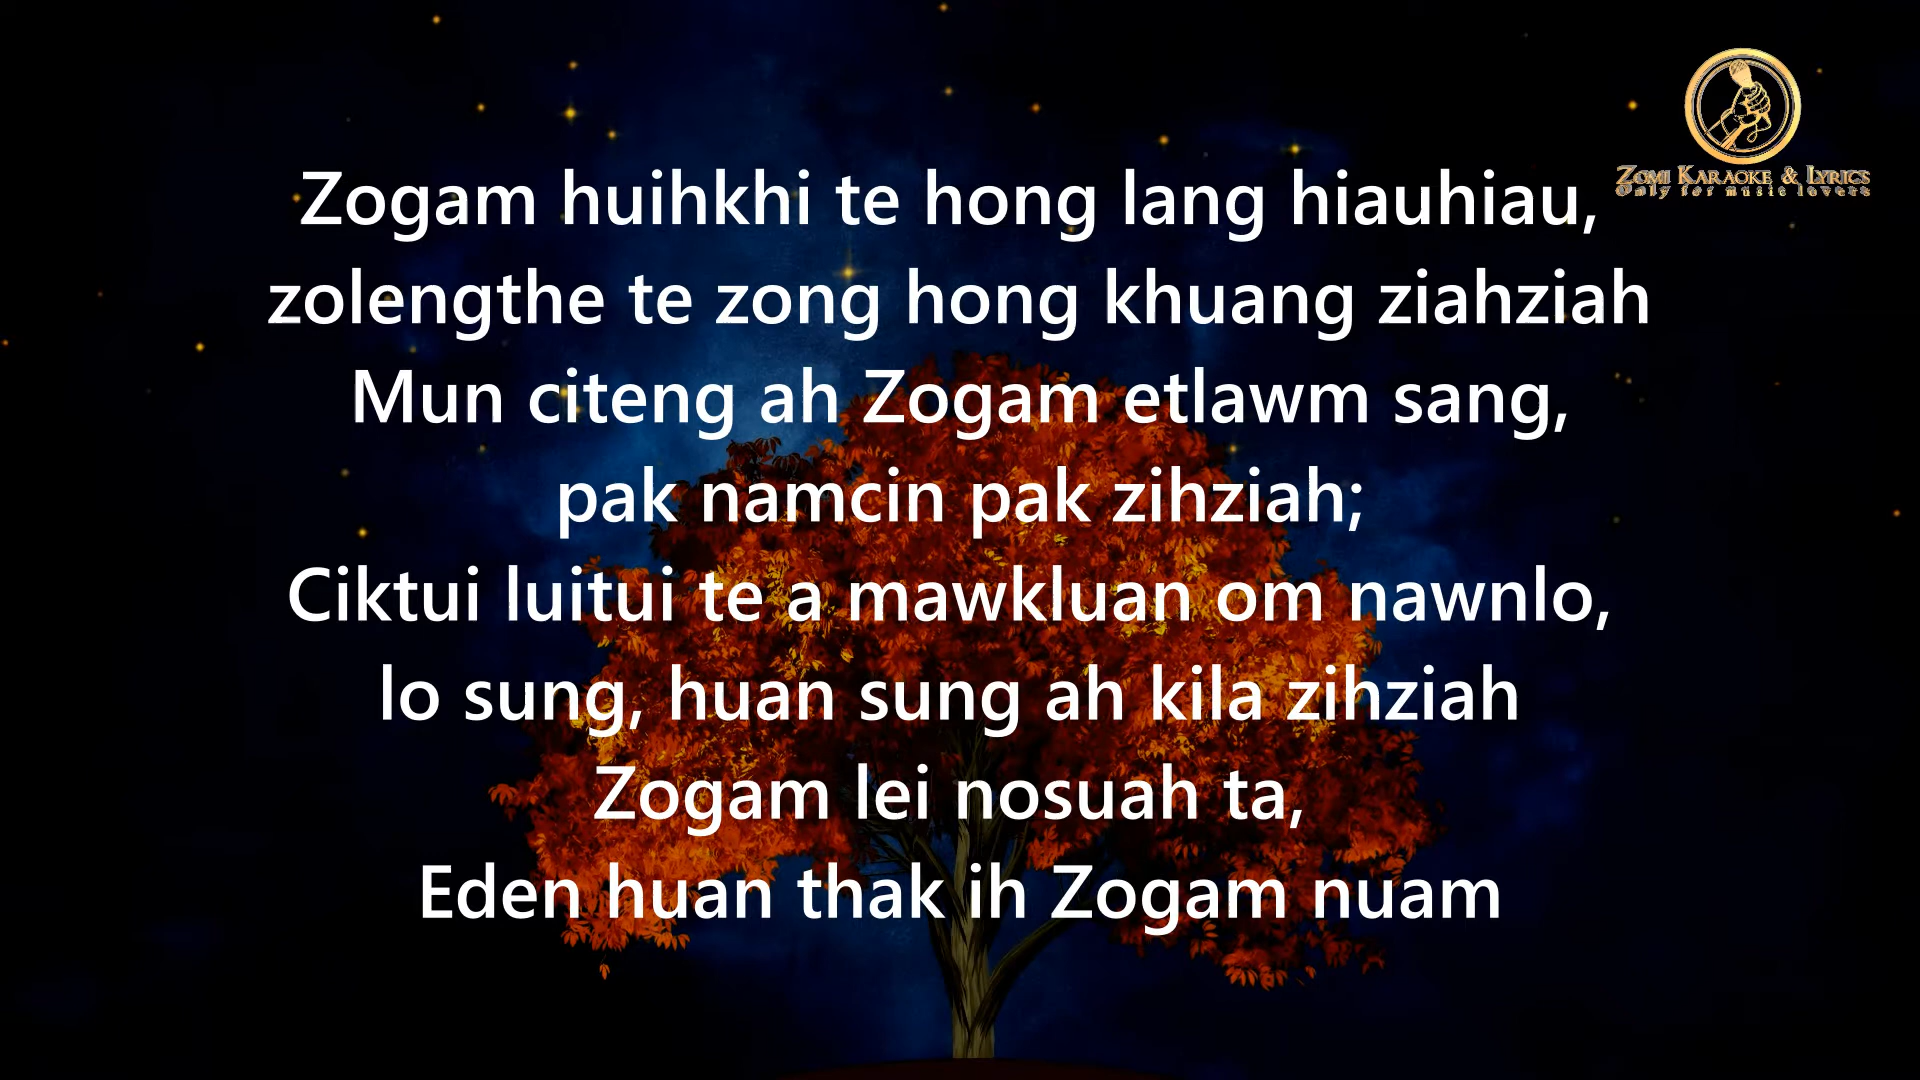 ZOMI KARAOKE & LYRICS
Only for music lovers
Zogam huihkhi te hong lang hiauhiau,
zolengthe te zong hong khuang ziahziah
Mun citeng ah Zogam etlawm sang,
pak namcin pak zihziah;
Ciktui luitui te a mawkluan om nawnlo,
lo sung, huan sung ah kila zihziah
Zogam lei nosuah ta,
Eden huan thak ih Zogam nuam